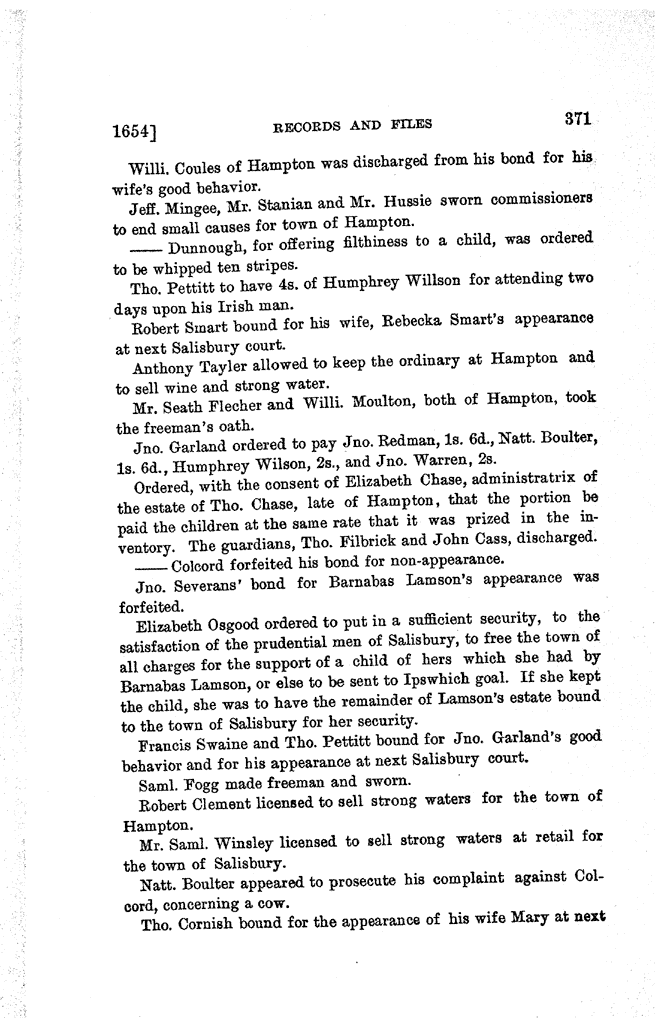 1654] RECORDS AND FILES 371
Willi. Coules of Hampton was discharged from his bond for his
wife's good behavior.
Jeff. Mingee, Mr. Stanian and Mr. Hussie sworn commissioners
to end small causes for town of Hampton.
—— Dunnough, for offering filthiness to a child, was ordered
to be whipped ten stripes.
Tho. Pettitt to have 4s. of Humphrey Willson for attending two
days upon his Irish man.
Robert Smart bound for his wife, Rebecka Smart's appearance
at next Salisbury court.
Anthony Tayler allowed to keep the ordinary at Hampton and
to sell wine and strong water.
Mr. Seath Flecher and Willi. Moulton, both of Hampton, took
the freeman's oath.
Jno. Garland ordered to pay Jno. Redman, 1s. 6d., Natt. Boulter,
1s. 6d., Humphrey Wilson, 2s., and Jno. Warren, 2s.
Ordered, with the consent of Elizabeth Chase, administratrix of
the estate of Tho. Chase, late of Hampton, that the portion be
paid the children at the same rate that it was prized in the in-
ventory. The guardians, Tho. Filbrick and John Cass, discharged.
—— Colcord forfeited his bond for non-appearance.
Jno. Severans' bond for Barnabas Lamson's appearance was
forfeited.
Elizabeth Osgood ordered to put in a sufficient security, to the
satisfaction of the prudential men of Salisbury, to free the town of
all charges for the support of a child of hers which she had by
Barnabas Lamson, or else to be sent to Ipswhich goal. If she kept
the child, she was to have the remainder of Lamson's estate bound
to the town of Salisbury for her security.
Francis Swaine and Tho. Pettitt bound for Jno. Garland's good
behavior and for his appearance at next Salisbury court.
Saml. Fogg made freeman and sworn.
Robert Clement licensed to sell strong waters for the town of
Hampton.
Mr. Saml. Winsley licensed to sell strong waters at retail for
the town of Salisbury.
Natt. Boulter appeared to prosecute his complaint against Col-
cord, concerning a cow.
Tho. Cornish bound for the appearance of his wife Mary at next